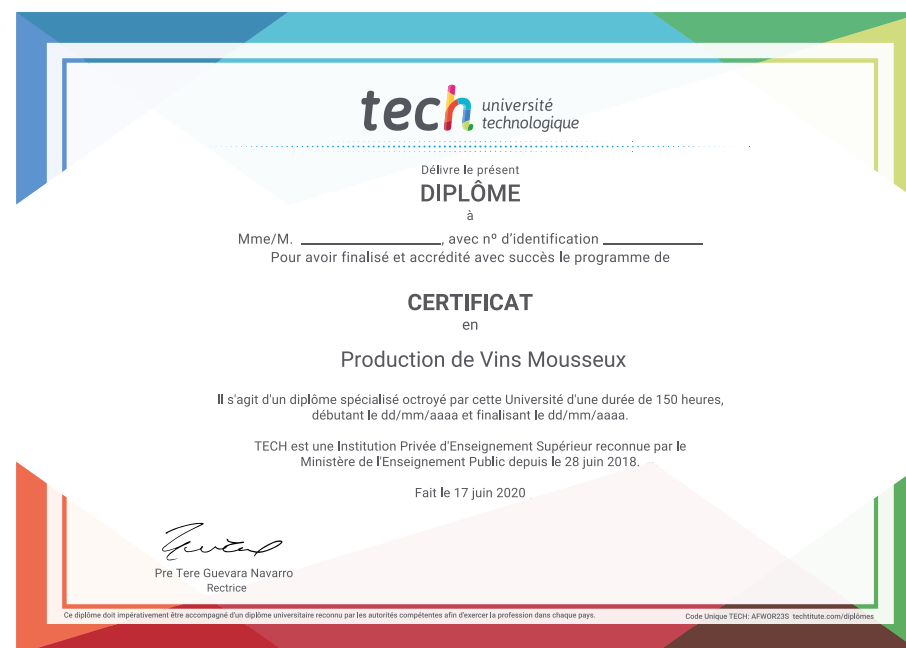 tech université
technologique
Délivre le présent
DIPLÔME
à
Mme/M. ____________________, avec nº d'identification ______________
Pour avoir finalisé et accrédité avec succès le programme de
CERTIFICAT
en
Production de Vins Mousseux
Il s'agit d'un diplôme spécialisé octroyé par cette Université d'une durée de 150 heures,
débutant le dd/mm/aaaa et finalisant le dd/mm/aaaa.
TECH est une Institution Privée d'Enseignement Supérieur reconnue par le
Ministère de l'Enseignement Public depuis le 28 juin 2018.
Fait le 17 juin 2020
Pre Tere Guevara Navarro
Rectrice
Ce diplôme doit impérativement être accompagné d'un diplôme universitaire reconnu par les autorités compétentes afin d'exercer la profession dans chaque pays.
Code Unique TECH: AFWOR23S techtitute.com/diplômes